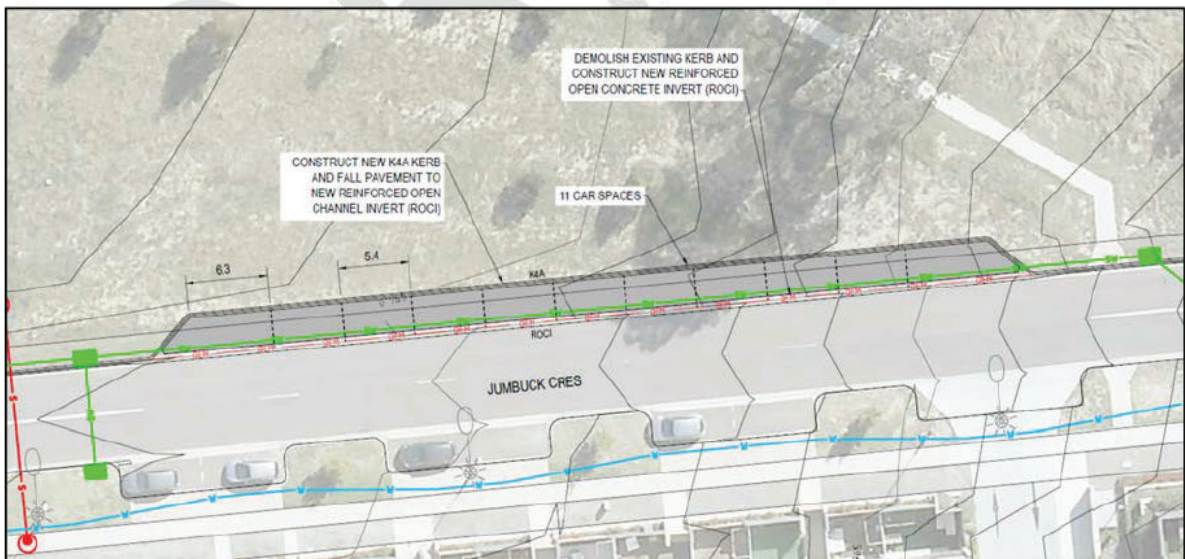 DEMOLISH EXISTING KERB AND
CONSTRUCT NEW REINFORCED
OPEN CONCRETE INVERT (ROCI)
CONSTRUCT NEW K4A KERB
AND FALL PAVEMENT TO
NEW REINFORCED OPEN
CHANNEL INVERT (ROCI)
11 CAR SPACES
6.3
5.4
K4A
ROCI
JUMBUCK CRES
S
S
W
W
W
W
W
W
W
W
W
W
W